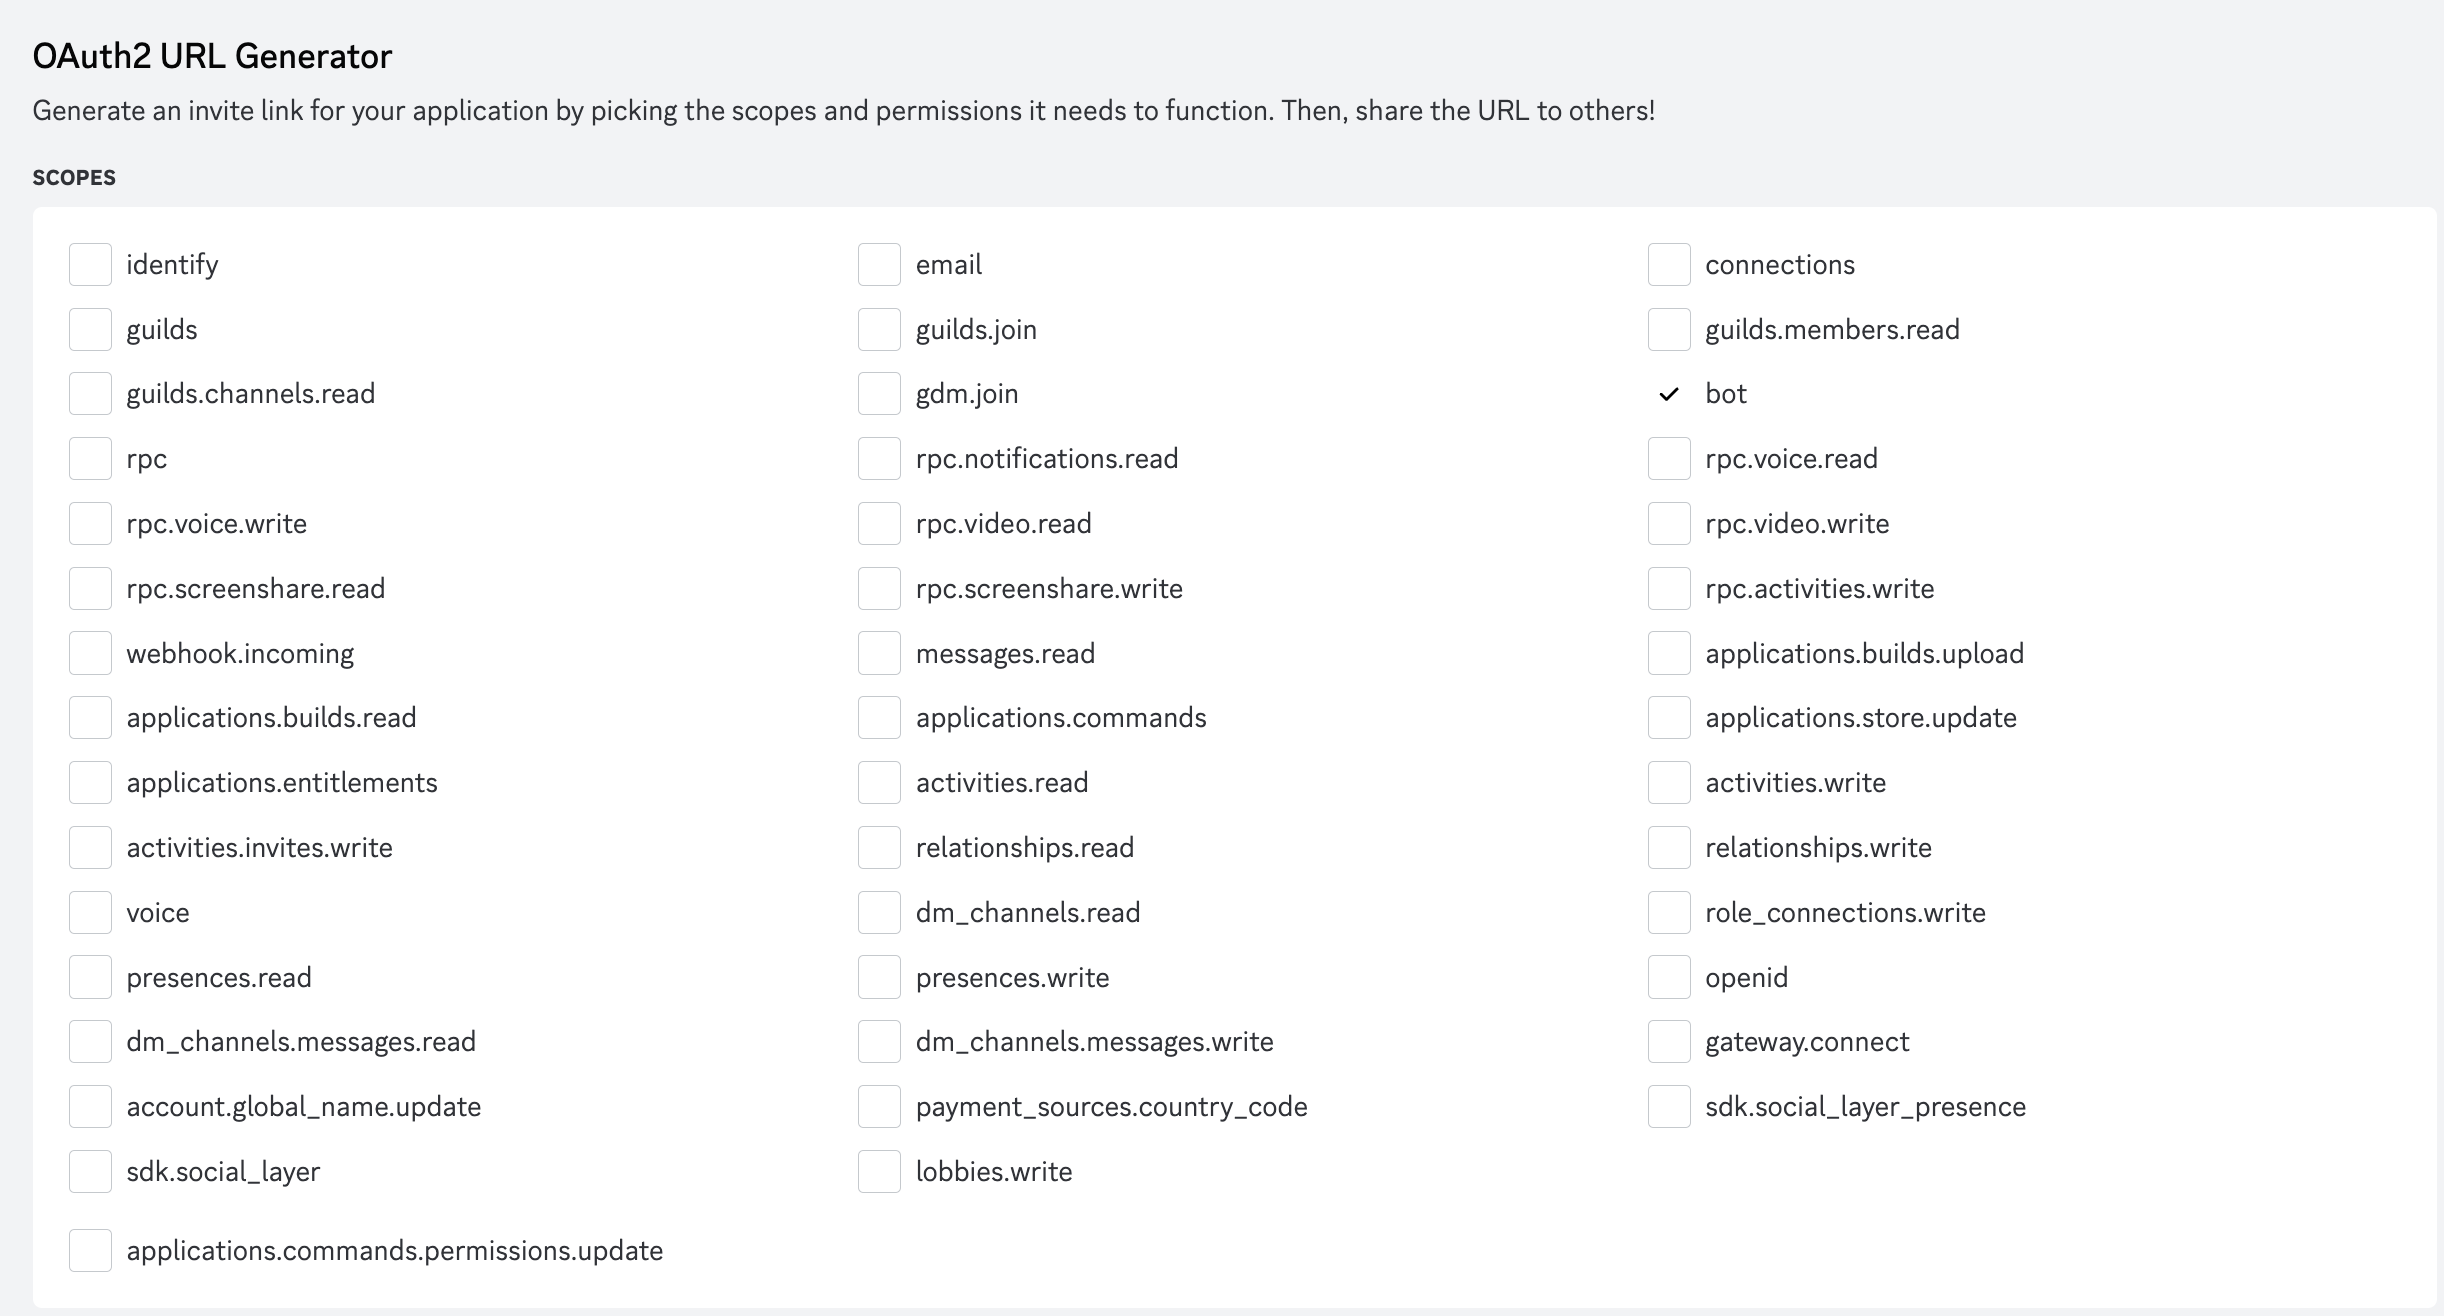 OAuth2 URL Generator
Generate an invite link for your application by picking the scopes and permissions it needs to function. Then, share the URL to others!
SCOPES
identify email connections
guilds guilds.join guilds.members.read
guilds.channels.read gdm.join bot
rpc rpc.notifications.read rpc.voice.read
rpc.voice.write rpc.video.read rpc.video.write
rpc.screenshare.read rpc.screenshare.write rpc.activities.write
webhook.incoming messages.read applications.builds.upload
applications.builds.read applications.commands applications.store.update
applications.entitlements activities.read activities.write
activities.invites.write relationships.read relationships.write
voice dm_channels.read role_connections.write
presences.read presences.write openid
dm_channels.messages.read dm_channels.messages.write gateway.connect
account.global_name.update payment_sources.country_code sdk.social_layer_presence
sdk.social_layer lobbies.write
applications.commands.permissions.update